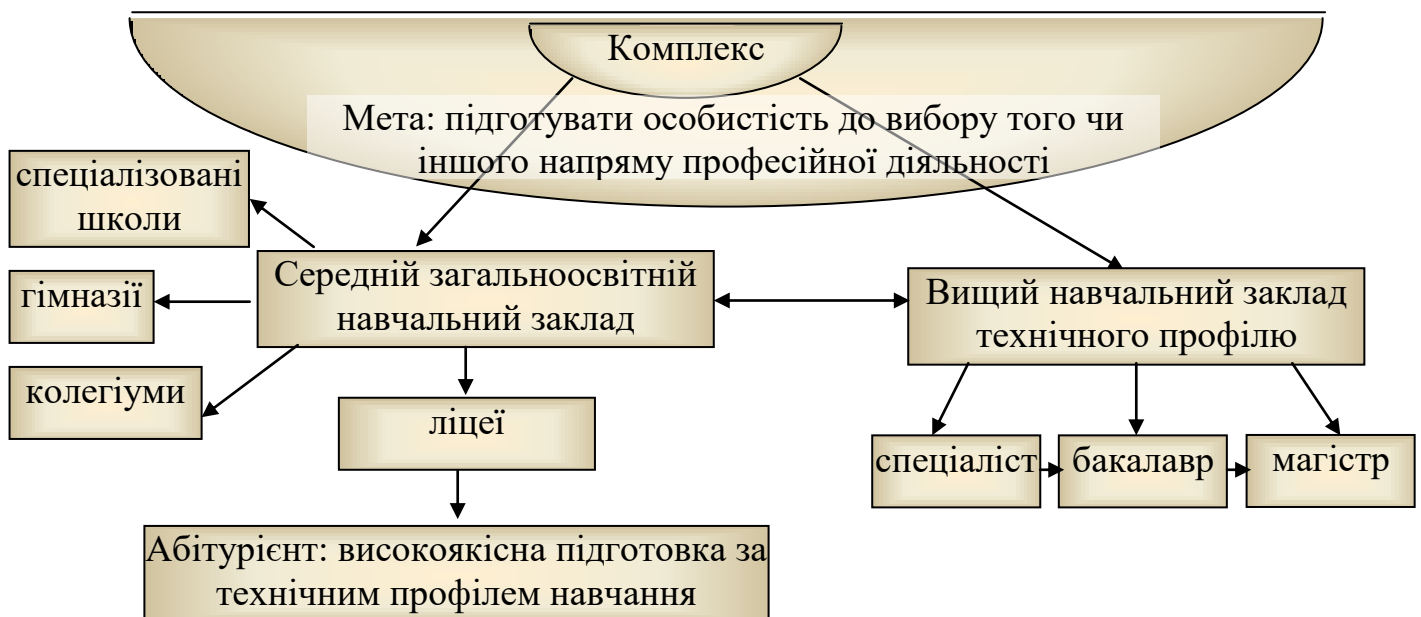 Комплекс
Мета: підготувати особистість до вибору того чи
іншого напряму професійної діяльності
спеціалізовані
школи
гімназії
колегіуми
Середній загальноосвітній
навчальний заклад
Вищий навчальний заклад
технічного профілю
ліцеї
спеціаліст
бакалавр
магістр
Абітурієнт: високоякісна підготовка за
технічним профілем навчання